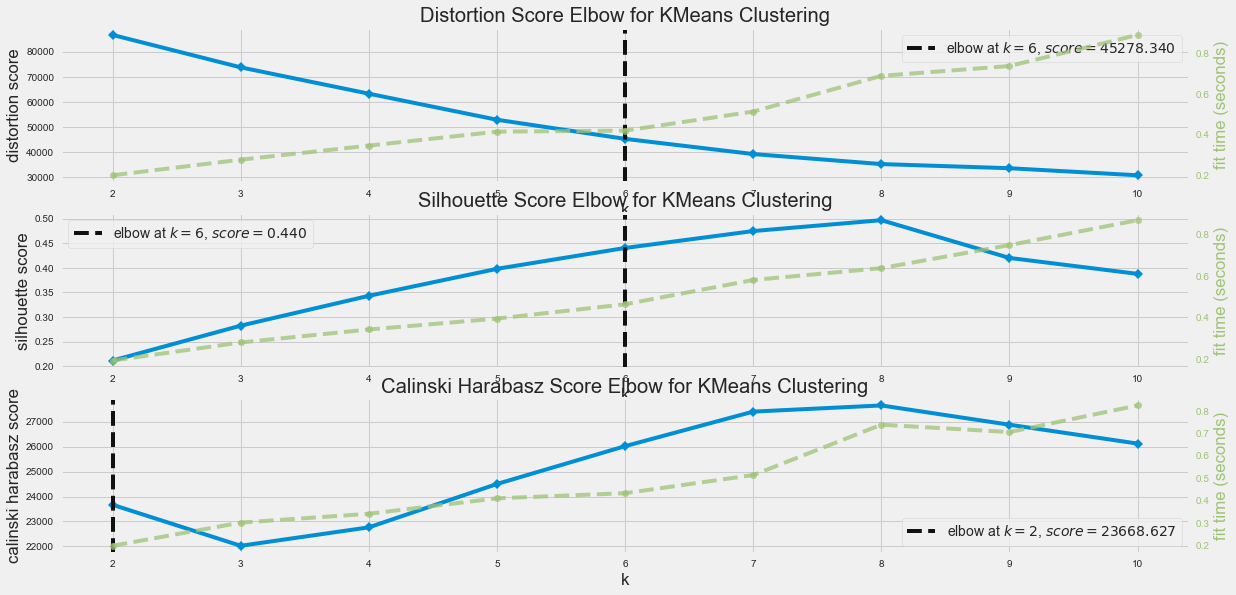 Distortion Score Elbow for KMeans Clustering
distortion score
80000
70000
60000
50000
40000
30000
elbow at k = 6, score = 45278.340
0.8
0.6
0.4
0.2
fit time (seconds)
2 3 4 5 6 7 8 9 10
k
Silhouette Score Elbow for KMeans Clustering
silhouette score
0.50
0.45
0.40
0.35
0.30
0.25
0.20
elbow at k = 6, score = 0.440
0.8
0.6
0.4
0.2
fit time (seconds)
2 3 4 5 6 7 8 9 10
k
Calinski Harabasz Score Elbow for KMeans Clustering
calinski harabasz score
27000
26000
25000
24000
23000
22000
0.8
0.7
0.6
0.5
0.4
0.3
0.2
fit time (seconds)
elbow at k = 2, score = 23668.627
2 3 4 5 6 7 8 9 10
k